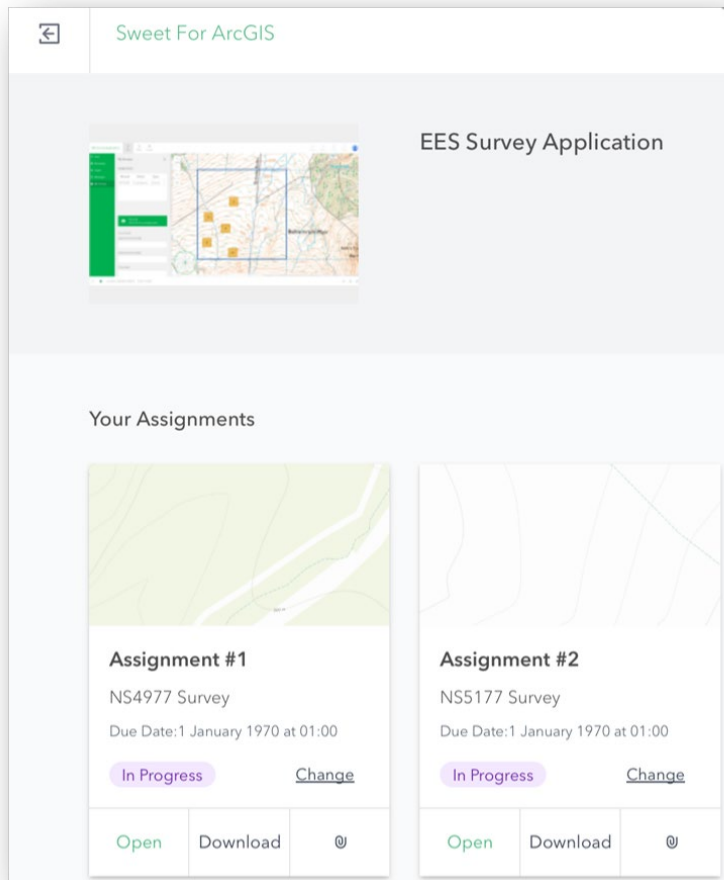 Sweet For ArcGIS
EES Survey Application
Your Assignments
Assignment #1
NS4977 Survey
Due Date:1 January 1970 at 01:00
In Progress
Change
Open
Download
Assignment #2
NS5177 Survey
Due Date:1 January 1970 at 01:00
In Progress
Change
Open
Download